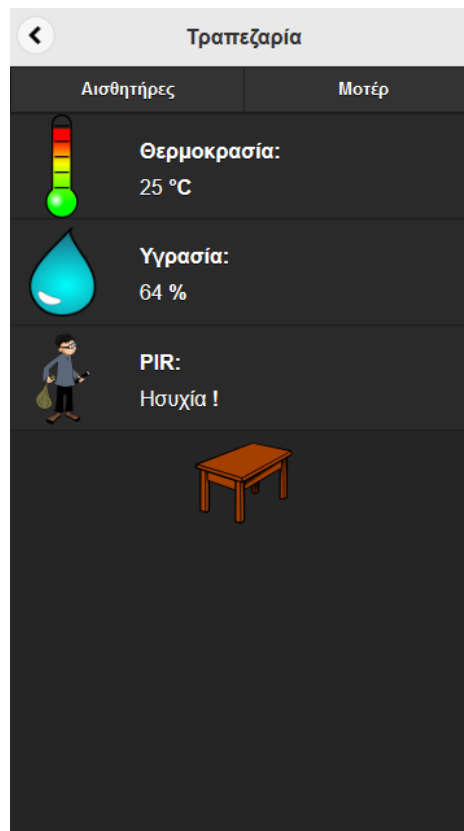 Τραπεζαρία
Αισθητήρες Μοτέρ
Θερμοκρασία:
25 °C
Υγρασία:
64 %
PIR:
Ησυχία !